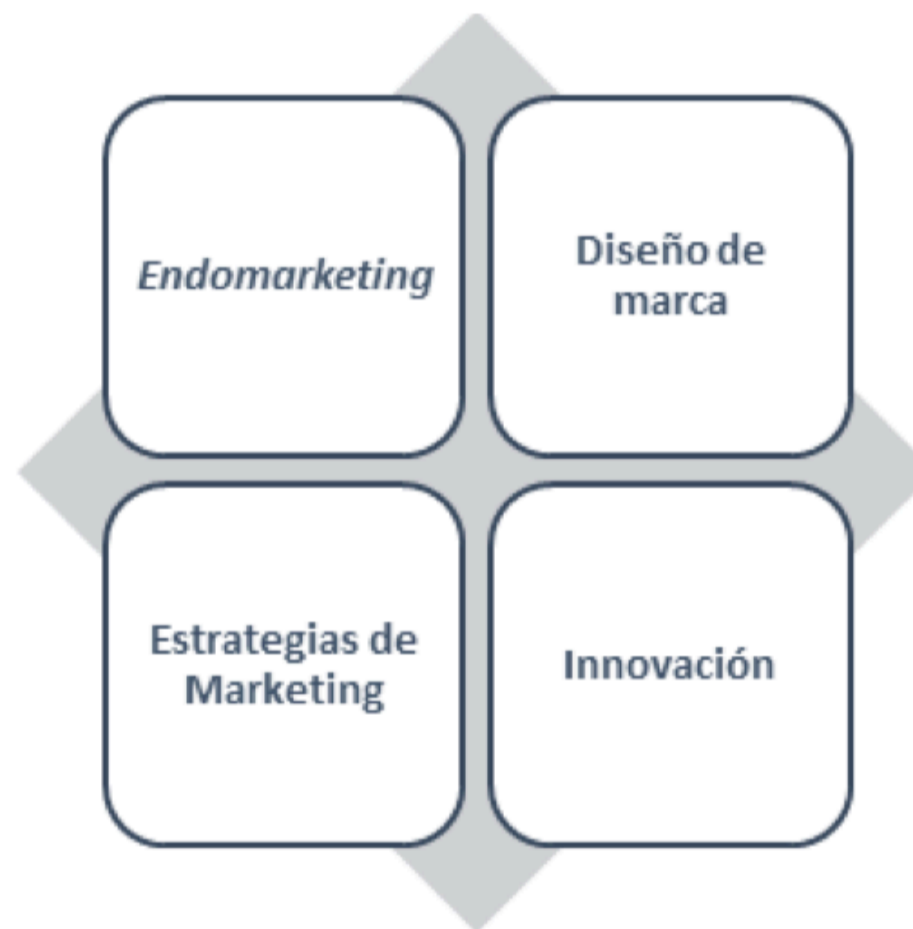 Endomarketing
Diseño de
marca
Estrategias de
Marketing
Innovación